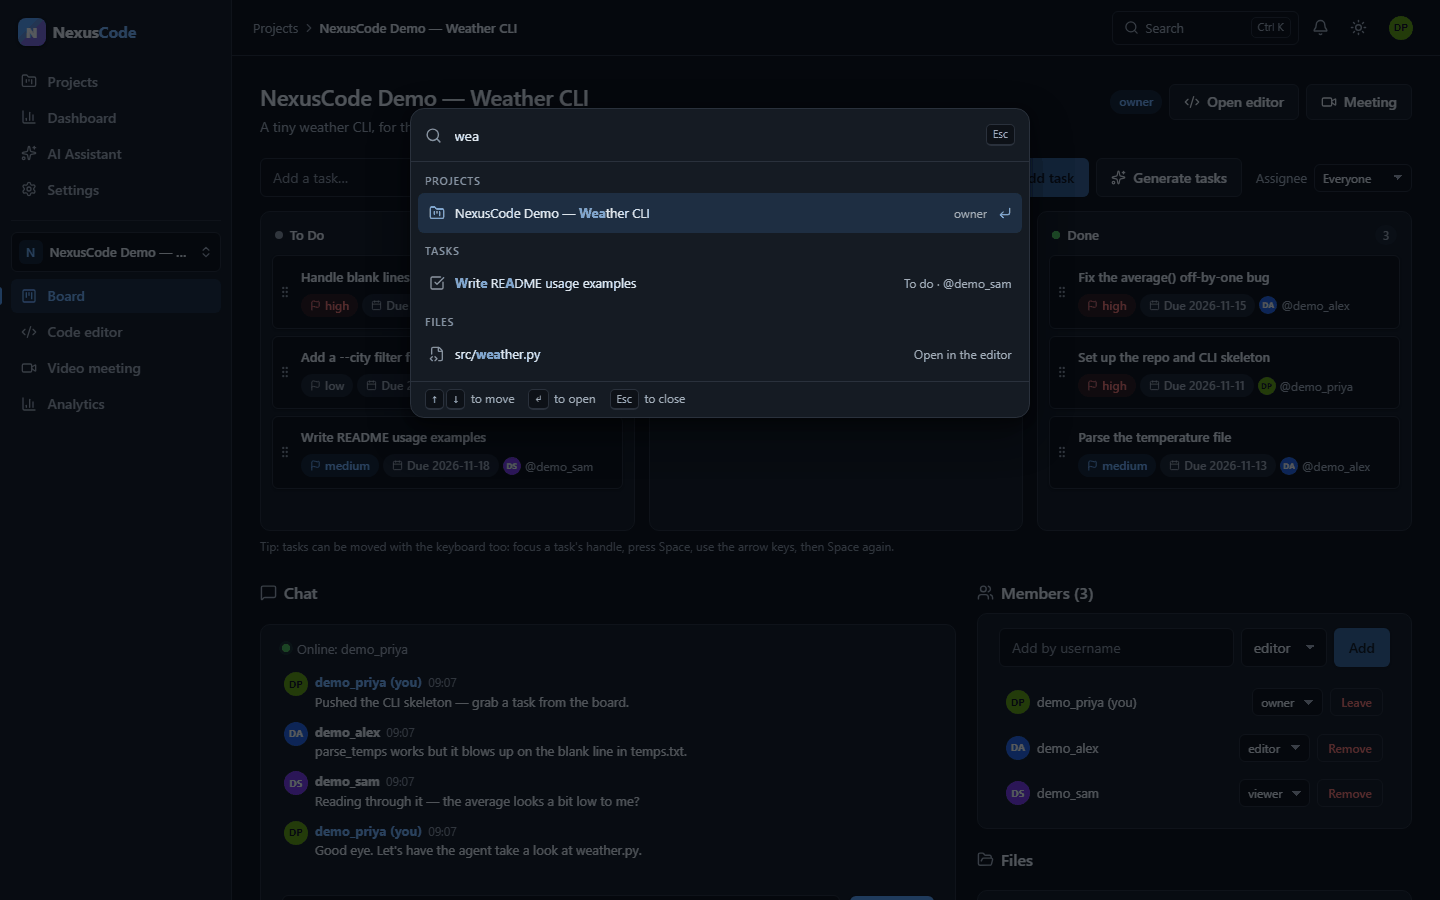 NexusCode
Projects
Dashboard
AI Assistant
Settings
N NexusCode Demo — ...
Board
Code editor
Video meeting
Analytics
Projects > NexusCode Demo — Weather CLI
Search Ctrl K
DP
NexusCode Demo — Weather CLI
A tiny weather CLI, for th
owner
Open editor
Meeting
Add a task...
dd task
Generate tasks
Assignee Everyone
wea Esc
PROJECTS
NexusCode Demo — Weather CLI owner
TASKS
Write README usage examples To do · @demo_sam
FILES
src/weather.py Open in the editor
↑ ↓ to move ↵ to open Esc to close
To Do
Handle blank lines
high Due
Add a --city filter f
low Due 2
Write README usage examples
medium Due 2026-11-18 DS @demo_sam
Done 3
Fix the average() off-by-one bug
high Due 2026-11-15 DA @demo_alex
Set up the repo and CLI skeleton
high Due 2026-11-11 DP @demo_priya
Parse the temperature file
medium Due 2026-11-13 DA @demo_alex
Tip: tasks can be moved with the keyboard too: focus a task's handle, press Space, use the arrow keys, then Space again.
Chat
Online: demo_priya
DP demo_priya (you) 09:07
Pushed the CLI skeleton — grab a task from the board.
DA demo_alex 09:07
parse_temps works but it blows up on the blank line in temps.txt.
DS demo_sam 09:07
Reading through it — the average looks a bit low to me?
DP demo_priya (you) 09:07
Good eye. Let's have the agent take a look at weather.py.
Members (3)
Add by username editor Add
DP demo_priya (you) owner Leave
DA demo_alex editor Remove
DS demo_sam viewer Remove
Files